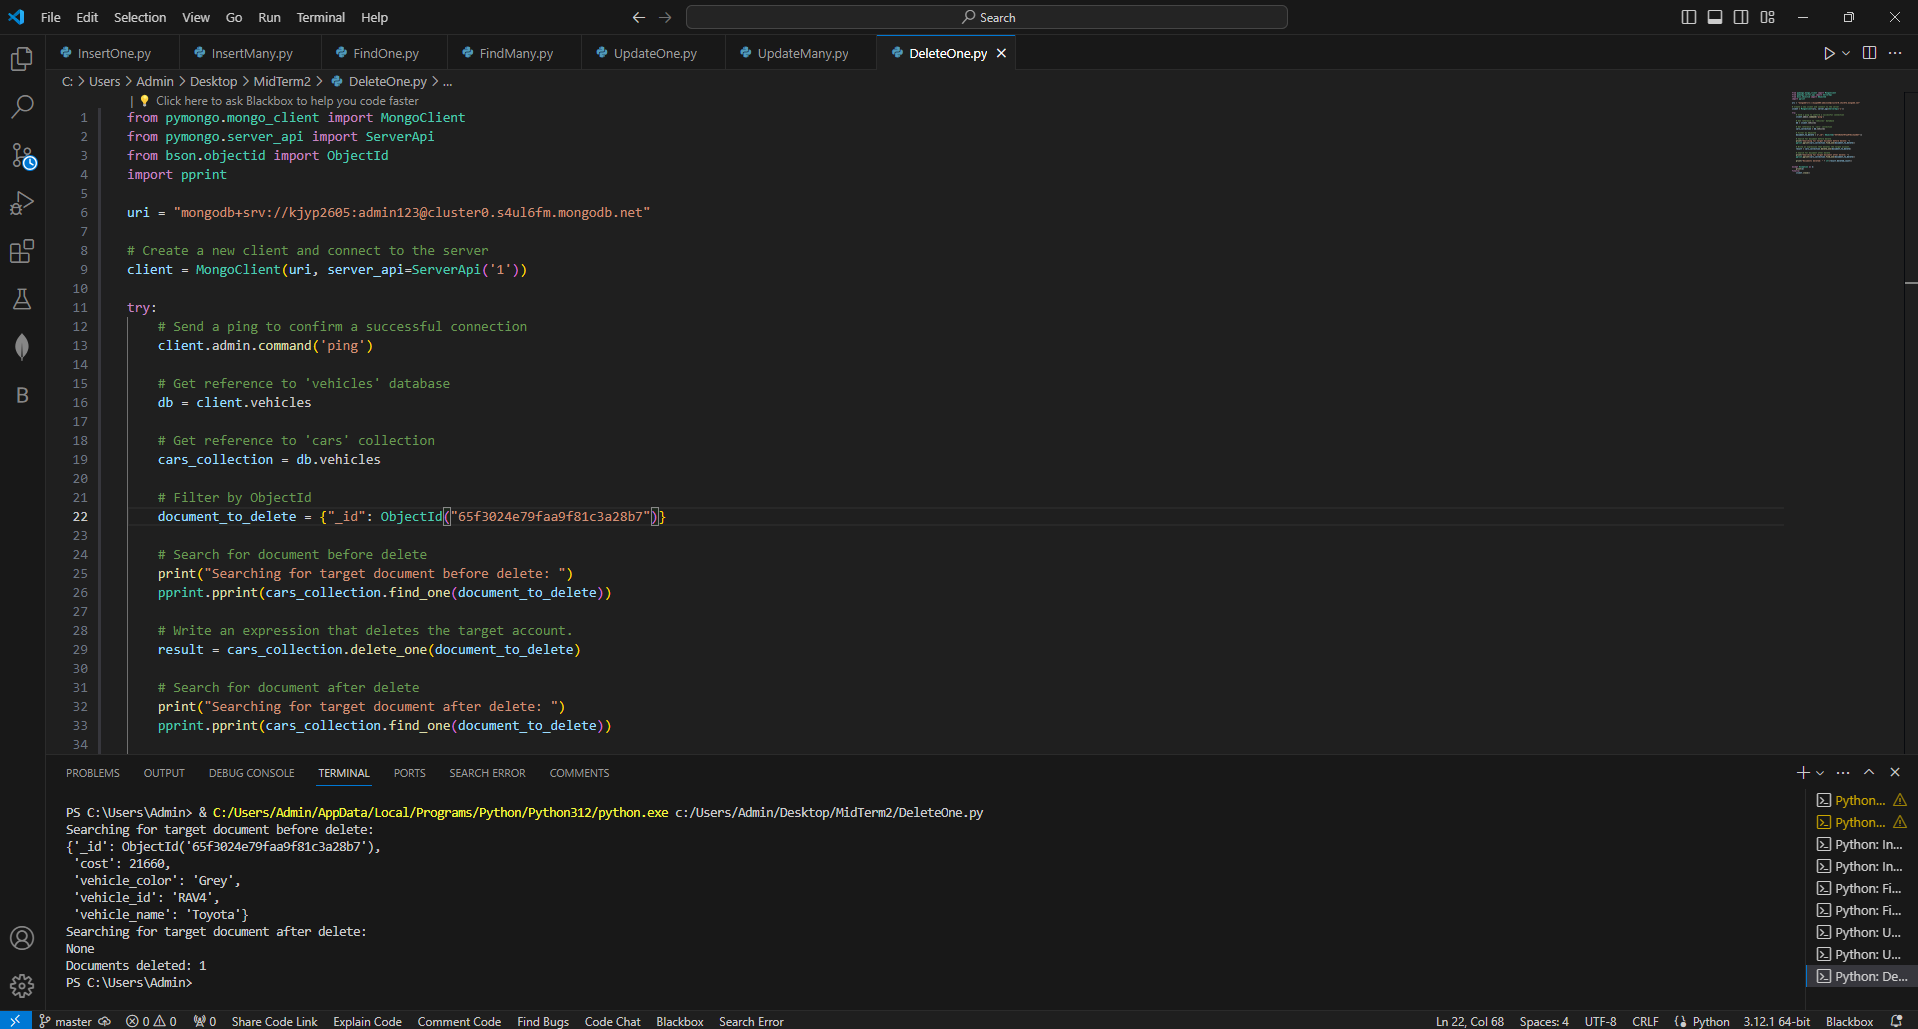 File Edit Selection View Go Run Terminal Help
Search
InsertOne.py InsertMany.py FindOne.py FindMany.py UpdateOne.py UpdateMany.py DeleteOne.py
C: > Users > Admin > Desktop > MidTerm2 > DeleteOne.py > ...
| Click here to ask Blackbox to help you code faster
1 from pymongo.mongo_client import MongoClient
2 from pymongo.server_api import ServerApi
3 from bson.objectid import ObjectId
4 import pprint
5
6 uri = "mongodb+srv://kjyp2605:admin123@cluster0.s4ul6fm.mongodb.net"
7
8 # Create a new client and connect to the server
9 client = MongoClient(uri, server_api=ServerApi('1'))
10
11 try:
12 # Send a ping to confirm a successful connection
13 client.admin.command('ping')
14
15 # Get reference to 'vehicles' database
16 db = client.vehicles
17
18 # Get reference to 'cars' collection
19 cars_collection = db.vehicles
20
21 # Filter by ObjectId
22 document_to_delete = {"_id": ObjectId("65f3024e79faa9f81c3a28b7")}
23
24 # Search for document before delete
25 print("Searching for target document before delete: ")
26 pprint.pprint(cars_collection.find_one(document_to_delete))
27
28 # Write an expression that deletes the target account.
29 result = cars_collection.delete_one(document_to_delete)
30
31 # Search for document after delete
32 print("Searching for target document after delete: ")
33 pprint.pprint(cars_collection.find_one(document_to_delete))
34
PROBLEMS OUTPUT DEBUG CONSOLE TERMINAL PORTS SEARCH ERROR COMMENTS
PS C:\Users\Admin> & C:/Users/Admin/AppData/Local/Programs/Python/Python312/python.exe c:/Users/Admin/Desktop/MidTerm2/DeleteOne.py
Searching for target document before delete:
{'_id': ObjectId('65f3024e79faa9f81c3a28b7'),
'cost': 21660,
'vehicle_color': 'Grey',
'vehicle_id': 'RAV4',
'vehicle_name': 'Toyota'}
Searching for target document after delete:
None
Documents deleted: 1
PS C:\Users\Admin>
Python...
Python...
Python: In...
Python: In...
Python: Fi...
Python: Fi...
Python: U...
Python: U...
Python: De...
B
master 0 0 0 Share Code Link Explain Code Comment Code Find Bugs Code Chat Blackbox Search Error Ln 22, Col 68 Spaces: 4 UTF-8 CRLF Python 3.12.1 64-bit Blackbox